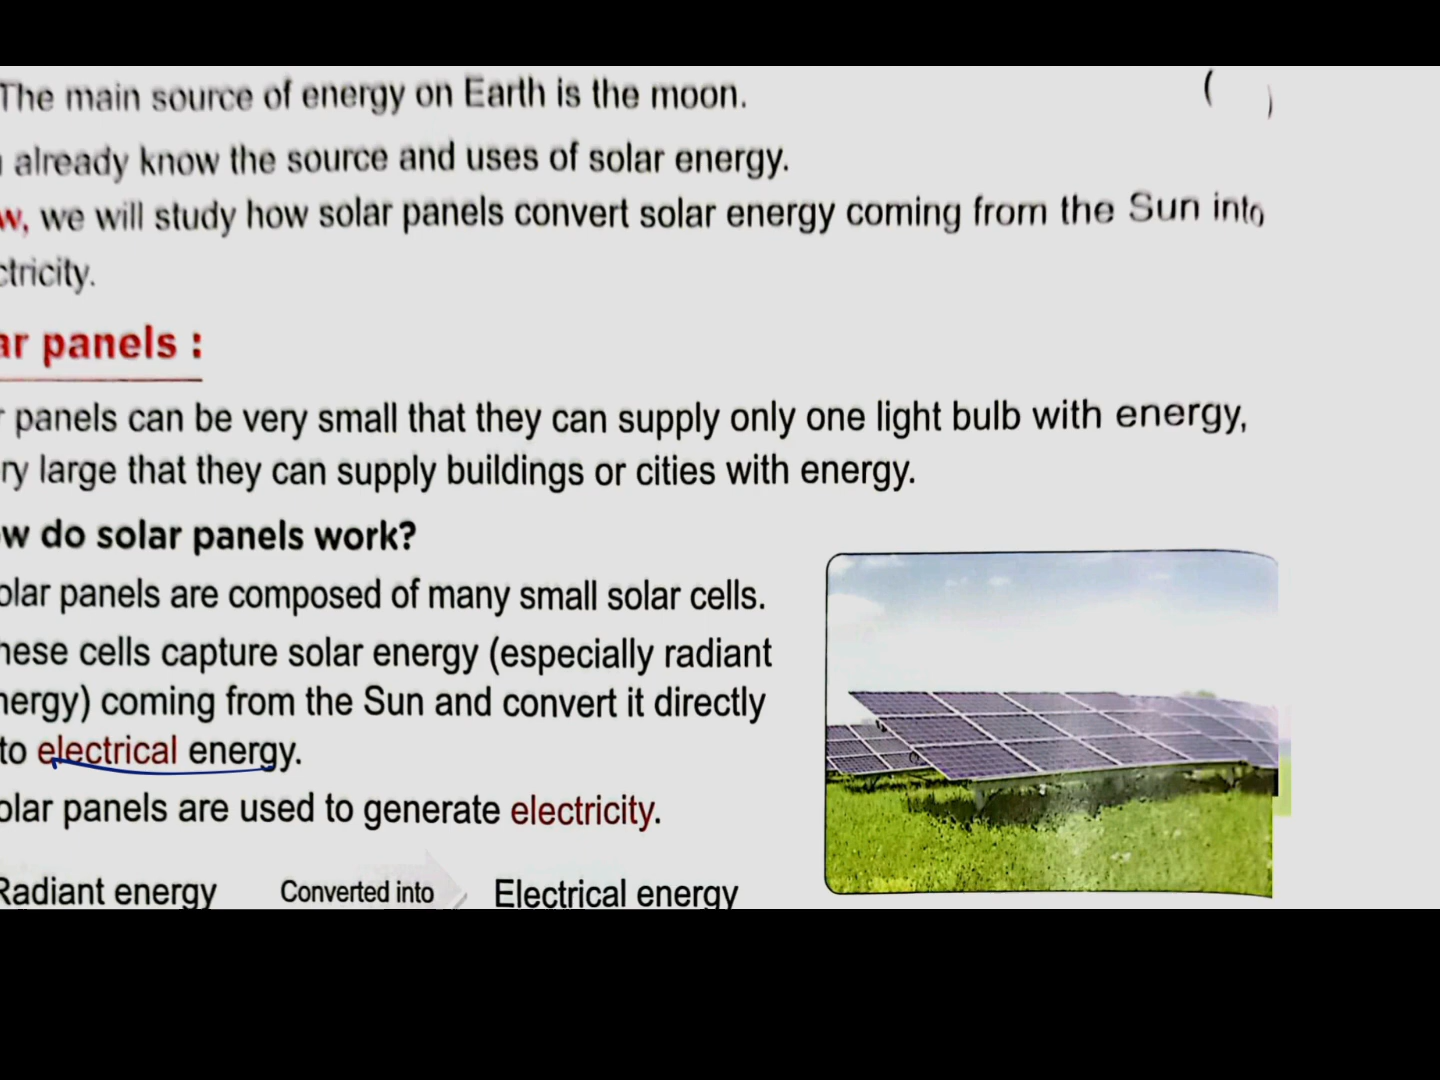 The main source of energy on Earth is the moon. ( )
already know the source and uses of solar energy.
w, we will study how solar panels convert solar energy coming from the Sun into
ctricity.
ar panels :
panels can be very small that they can supply only one light bulb with energy,
ry large that they can supply buildings or cities with energy.
ow do solar panels work?
olar panels are composed of many small solar cells.
hese cells capture solar energy (especially radiant
nergy) coming from the Sun and convert it directly
to electrical energy.
olar panels are used to generate electricity.
Radiant energy Converted into Electrical energy